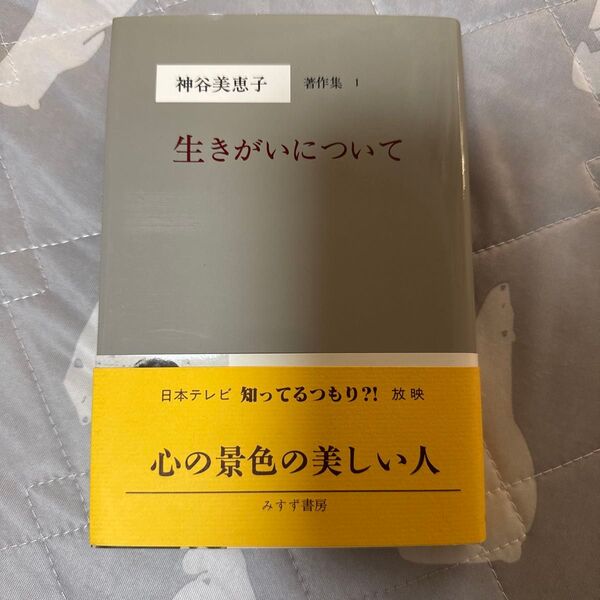 神谷美恵子 著作集 1
生きがいについて
日本テレビ 知ってるつもり?! 放映
心の景色の美しい人
みすず書房